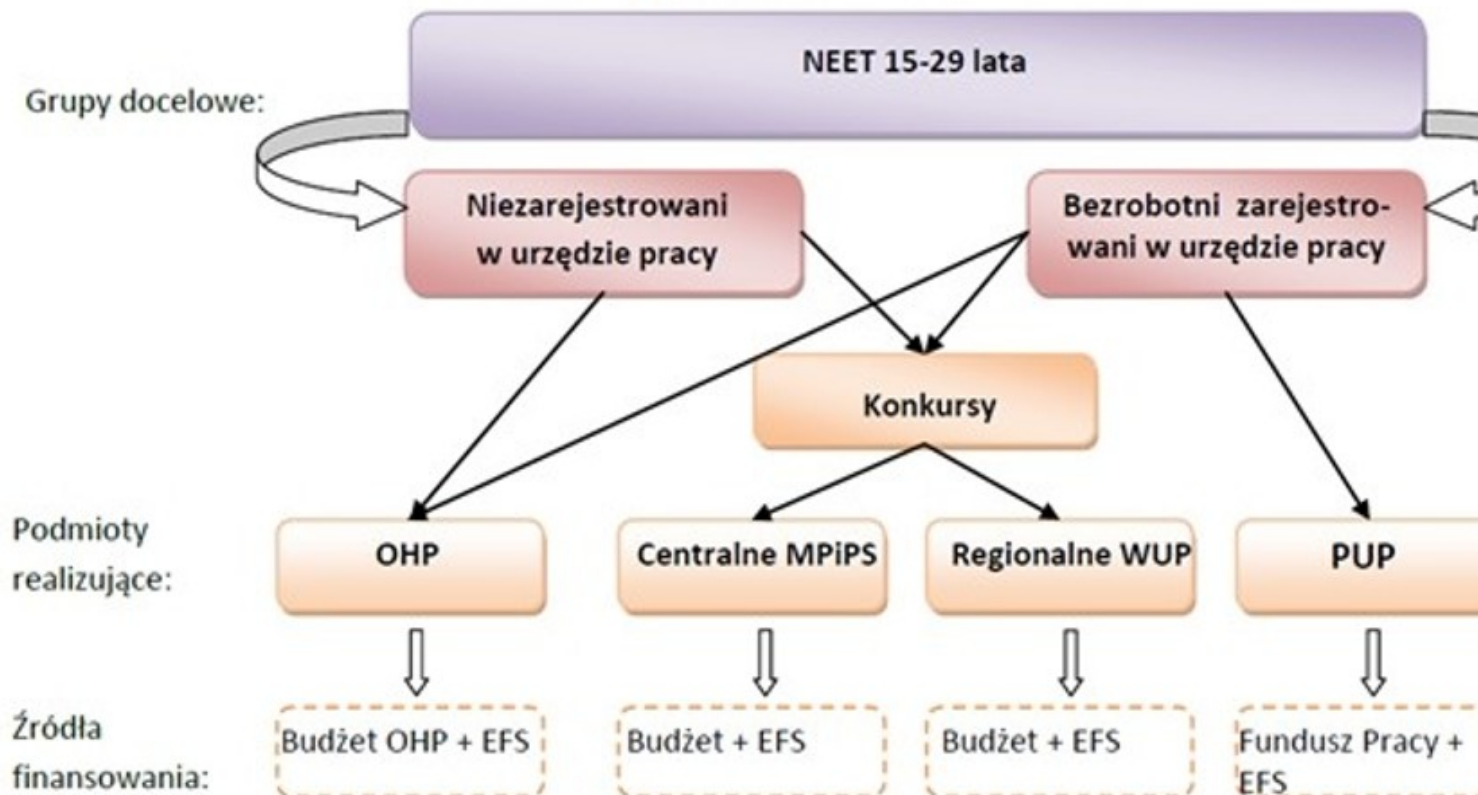 NEET 15-29 lata
Grupy docelowe:
Niezarejestrowani
w urzędzie pracy
Bezrobotni zarejestro-
wani w urzędzie pracy
Konkursy
Podmioty
realizujące:
OHP
Centralne MPiPS
Regionalne WUP
PUP
Źródła
finansowania:
Budżet OHP + EFS
Budżet + EFS
Budżet + EFS
Fundusz Pracy +
EFS